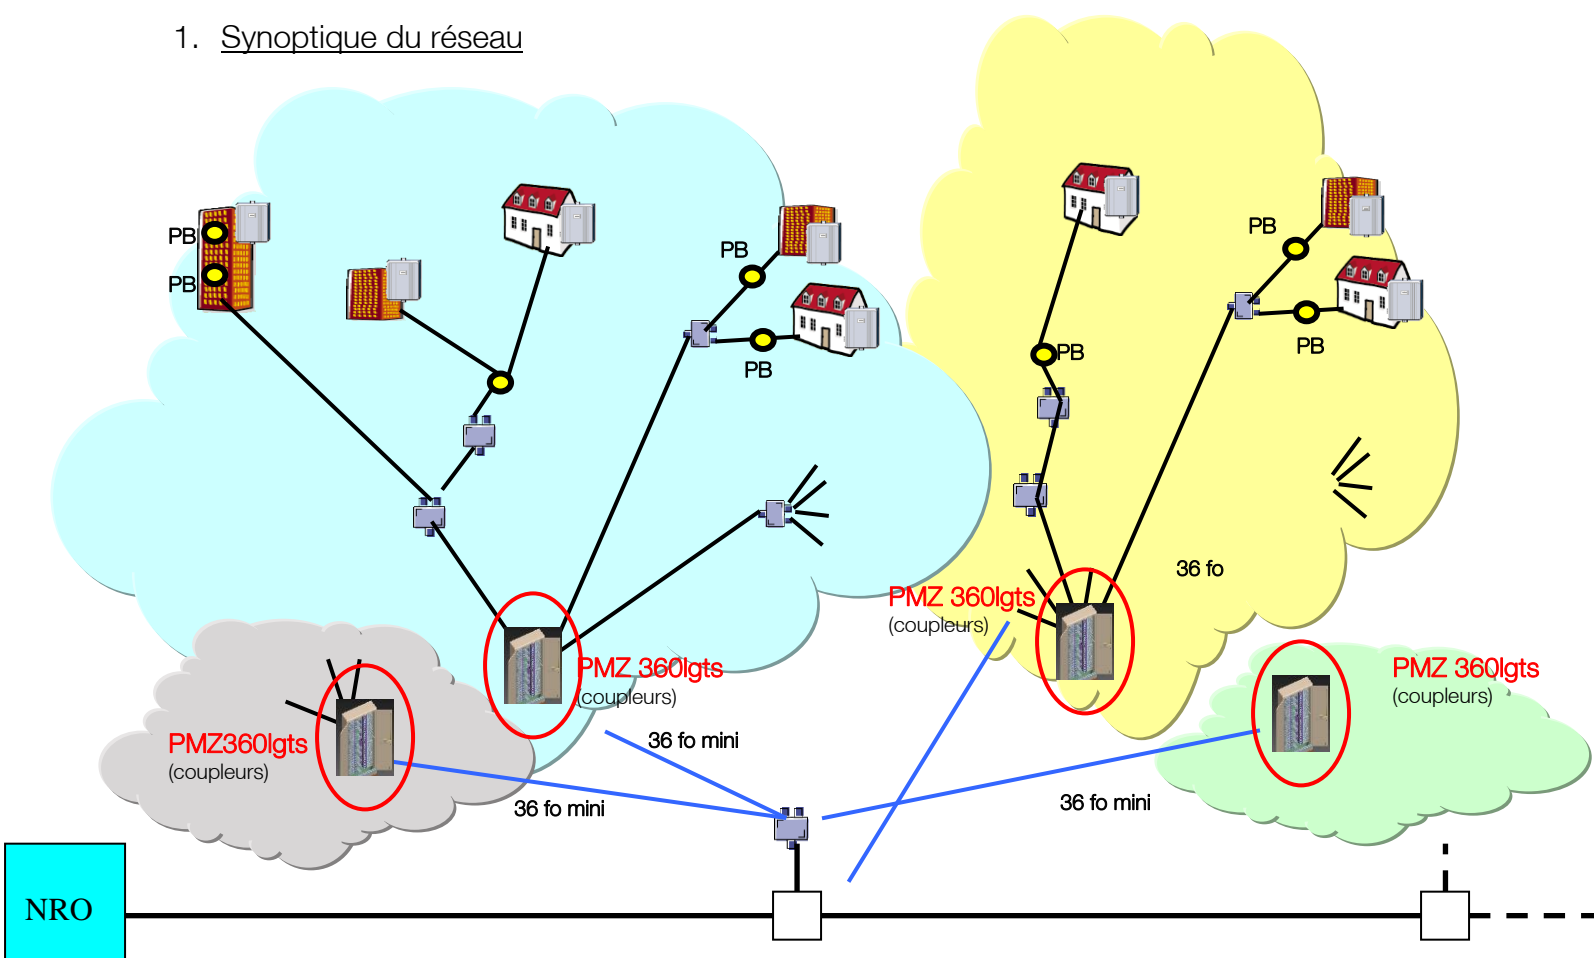 1. Synoptique du réseau
PB
PB
PB
PB
PB
PB
PB
36 fo
PMZ 360lgts
(coupleurs)
PMZ 360lgts
(coupleurs)
PMZ 360lgts
(coupleurs)
PMZ360lgts
(coupleurs)
36 fo mini
36 fo mini
36 fo mini
NRO